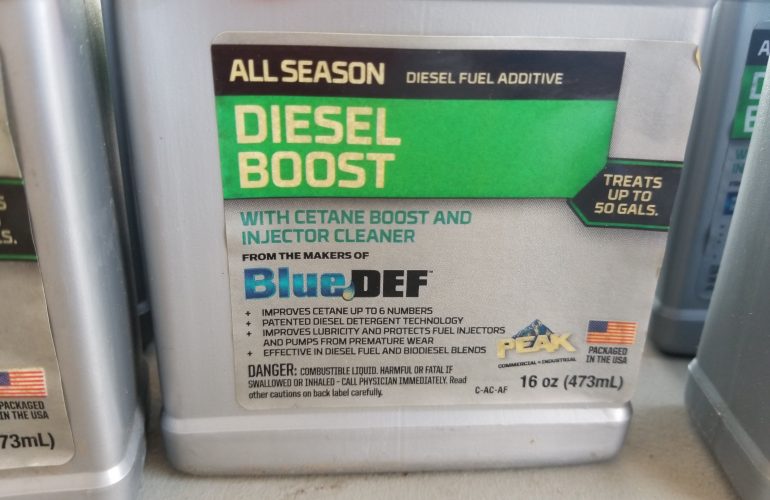 ALL SEASON DIESEL FUEL ADDITIVE
DIESEL
BOOST
TREATS
UP TO
50 GALS.
WITH CETANE BOOST AND
INJECTOR CLEANER
FROM THE MAKERS OF
BlueDEF™
+ IMPROVES CETANE UP TO 6 NUMBERS
+ PATENTED DIESEL DETERGENT TECHNOLOGY
+ IMPROVES LUBRICITY AND PROTECTS FUEL INJECTORS
AND PUMPS FROM PREMATURE WEAR
+ EFFECTIVE IN DIESEL FUEL AND BIODIESEL BLENDS
PEAK
COMMERCIAL & INDUSTRIAL
PACKAGED
IN THE USA
DANGER: COMBUSTIBLE LIQUID. HARMFUL OR FATAL IF
SWALLOWED OR INHALED - CALL PHYSICIAN IMMEDIATELY. Read
other cautions on back label carefully.
C-AC-AF
16 oz (473mL)
S
LS.
PACKAGED
IN THE USA
73mL)